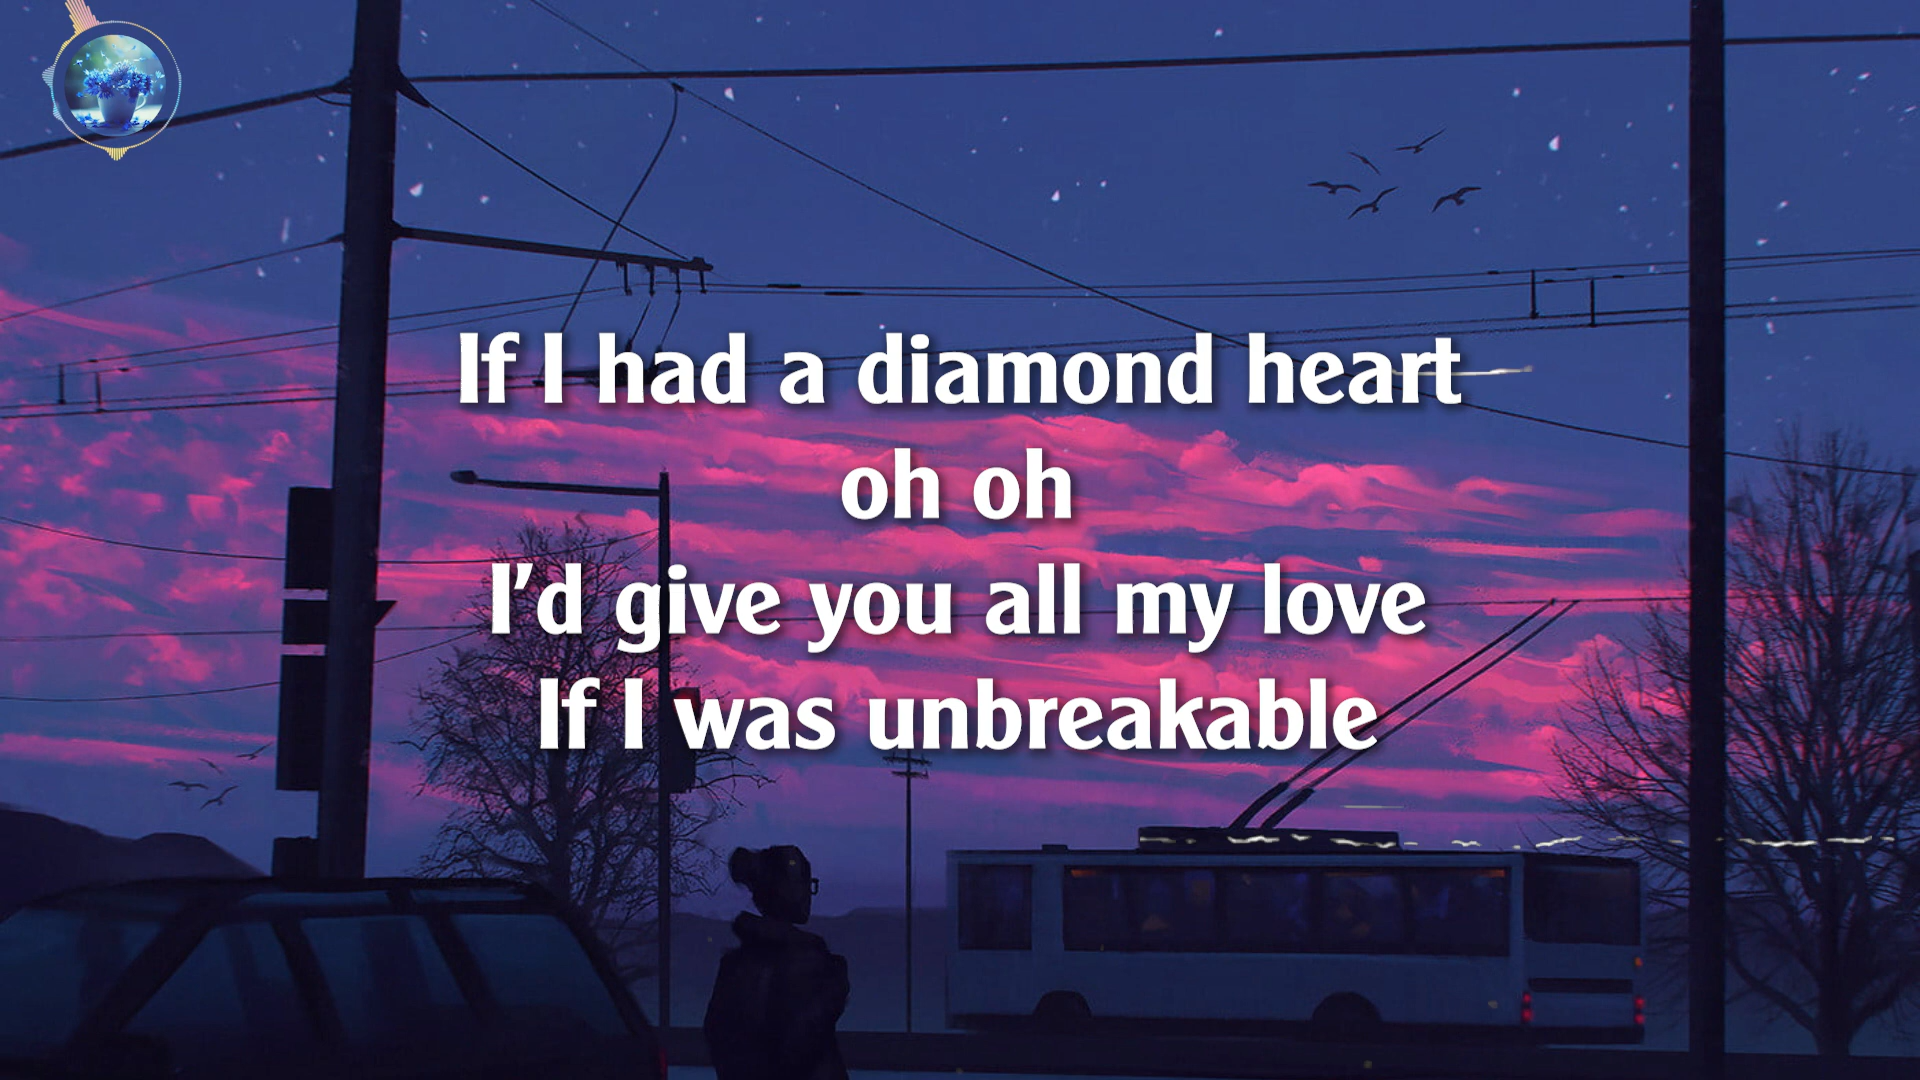 If I had a diamond heart
oh oh
I'd give you all my love
If I was unbreakable